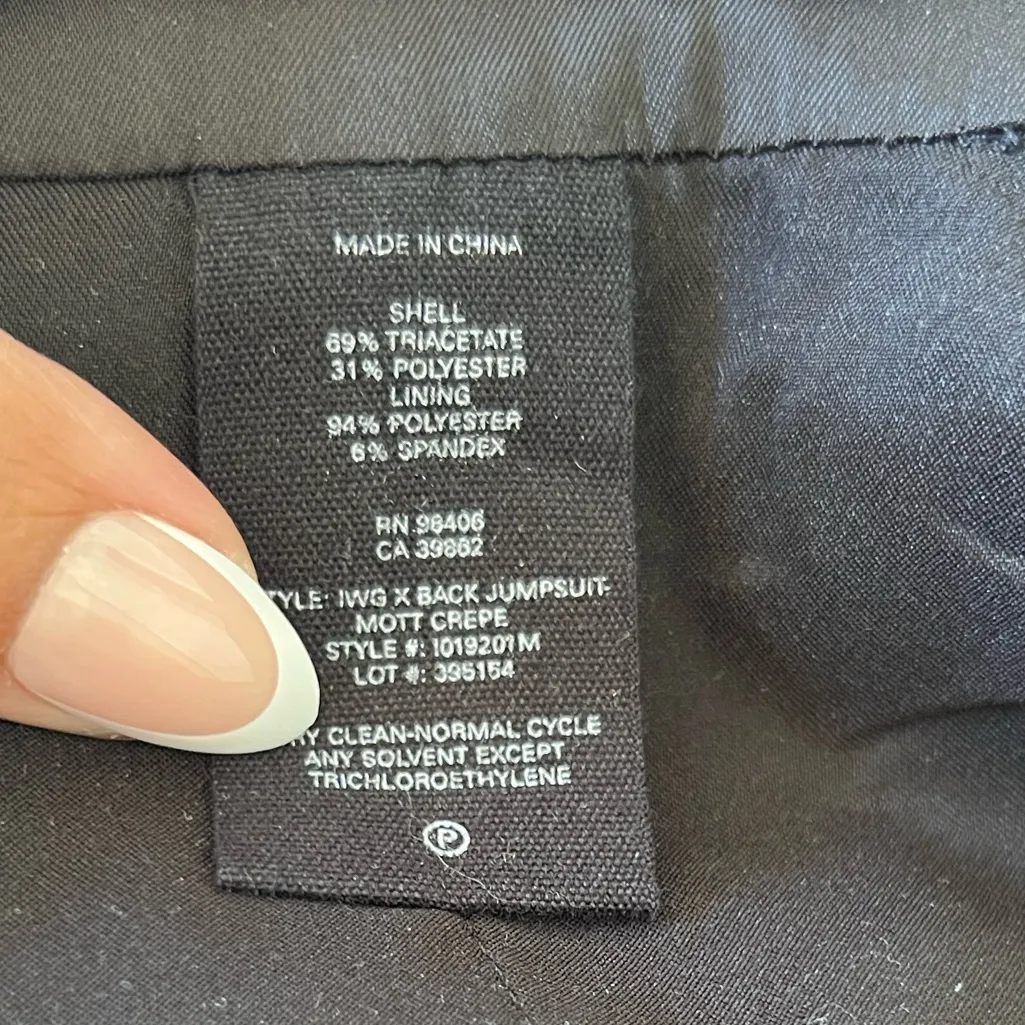 MADE IN CHINA
SHELL
69% TRIACETATE
31% POLYESTER
LINING
94% POLYESTER
6% SPANDEX
RN 98406
CA 39862
TYLE: IWG X BACK JUMPSUIT-
MOTT CREPE
STYLE #: 1019201M
LOT #: 395154
RY CLEAN-NORMAL CYCLE
ANY SOLVENT EXCEPT
TRICHLOROETHYLENE
P